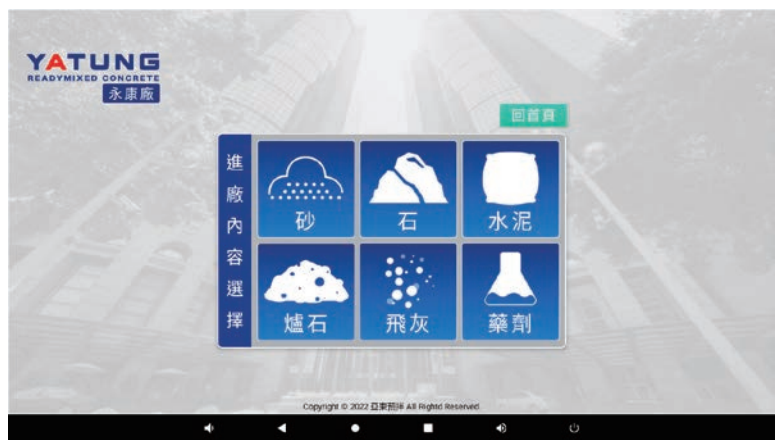 YATUNG
READYMIXED CONCRETE
永康廠
回首頁
進廠內容選擇
砂
石
水泥
爐石
飛灰
藥劑
Copyright © 2022 亞東預拌 All Rightd Reserved